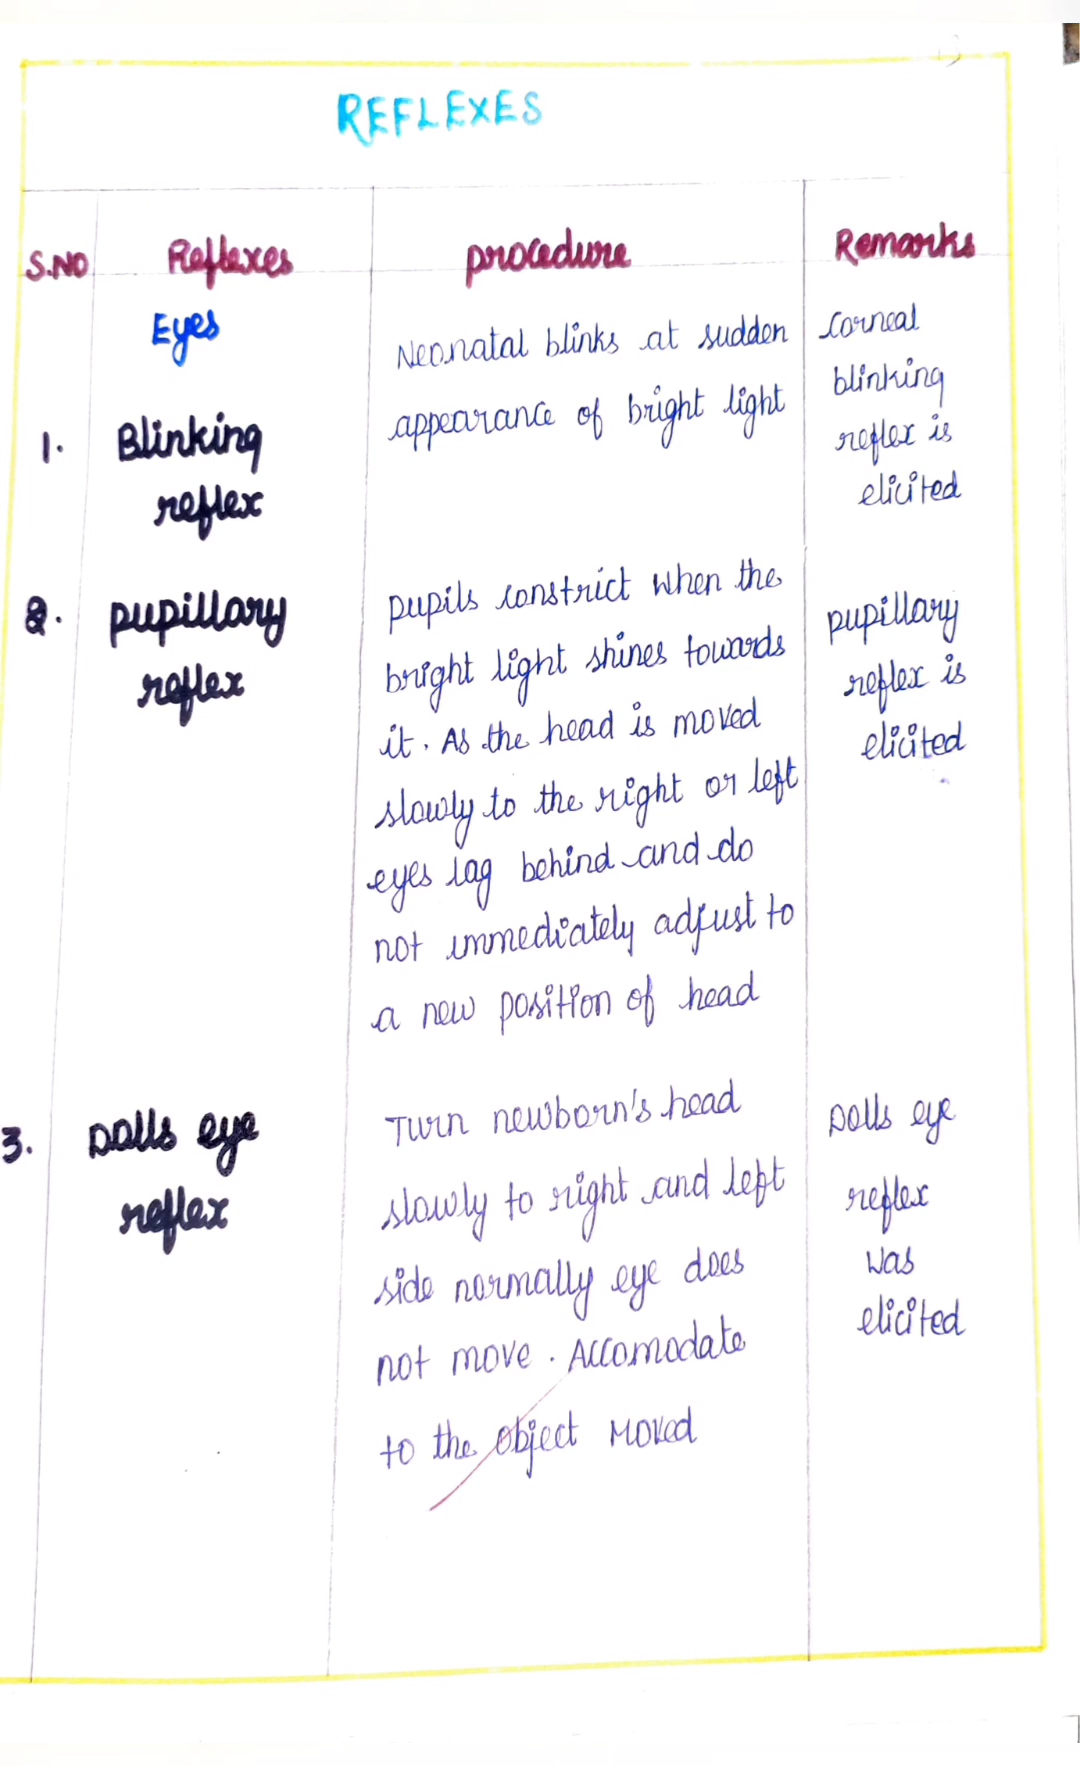 REFLEXES
S.NO Reflexes procedure Remarks
Eyes
1. Blinking
reflex
Neonatal blinks at sudden
appearance of bright light
corneal
blinking
reflex is
elicited
2. pupillary
reflex
pupils constrict when the
bright light shines towards
it. As the head is moved
slowly to the right or left
eyes lag behind and do
not immediately adjust to
a new position of head
pupillary
reflex is
elicited
3. Dolls eye
reflex
Turn newborn's head
slowly to right and left
side normally eye does
not move. Accomodate
to the object moved
Dolls eye
reflex
was
elicited